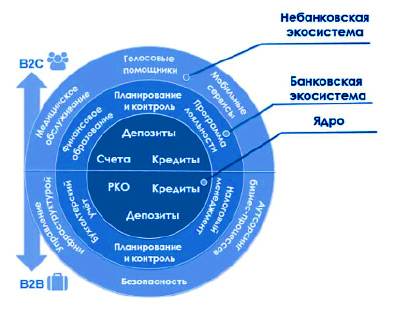 Небанковская
экосистема
B2C
Голосовые
помощники
Медицинское
обслуживание
Мобильные
сервисы
Банковская
экосистема
Планирование
и контроль
Финансовое
образование
Программа
лояльности
Ядро
Депозиты
Счета
Кредиты
РКО
Кредиты
Депозиты
Бухгалтерский
учет
Налоговый
менеджмент
Управление
инфраструктурой
Аутсорсинг
бизнес-процессов
Планирование
и контроль
B2B
Безопасность